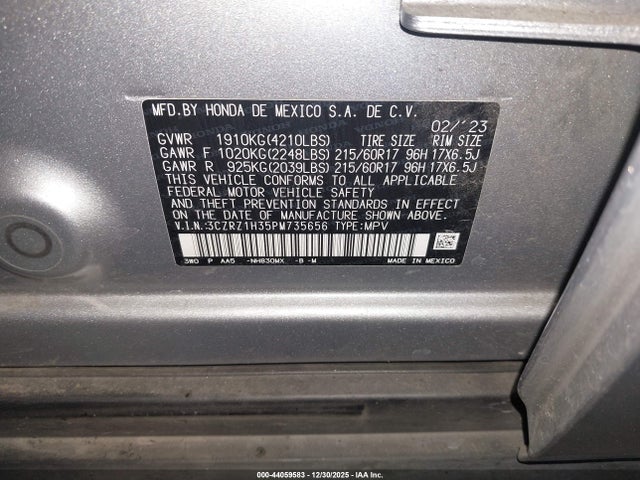 MFD.BY HONDA DE MEXICO S.A. DE C.V.
02/'23
GVWR 1910KG(4210LBS) TIRE SIZE RIM SIZE
GAWR F 1020KG(2248LBS) 215/60R17 96H 17X6.5J
GAWR R 925KG(2039LBS) 215/60R17 96H 17X6.5J
THIS VEHICLE CONFORMS TO ALL APPLICABLE
FEDERAL MOTOR VEHICLE SAFETY
AND THEFT PREVENTION STANDARDS IN EFFECT
ON THE DATE OF MANUFACTURE SHOWN ABOVE.
V.I.N.:3CZRZ1H35PM735656 TYPE:MPV
3W0 P AA5 -NH830MX -B -M MADE IN MEXICO
000-44059583 - 12/30/2025 - IAA Inc.